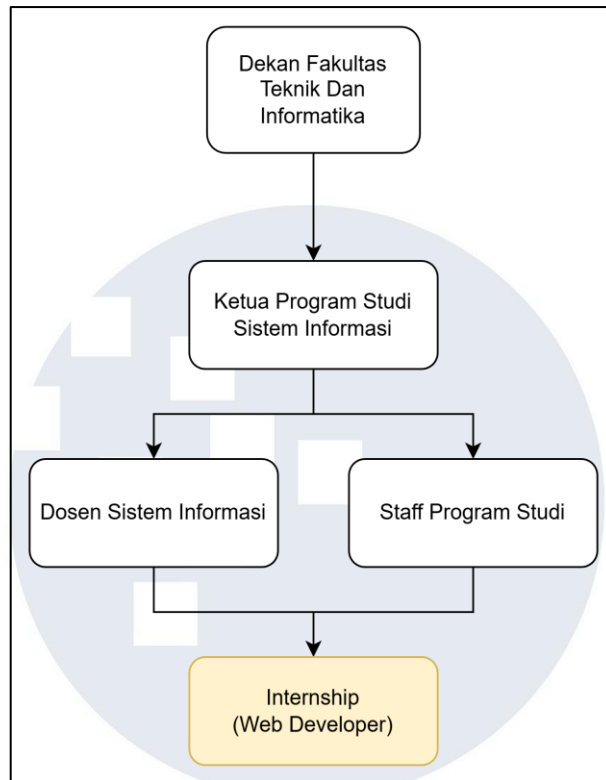 Dekan Fakultas
Teknik Dan
Informatika
Ketua Program Studi
Sistem Informasi
Dosen Sistem Informasi
Staff Program Studi
Internship
(Web Developer)